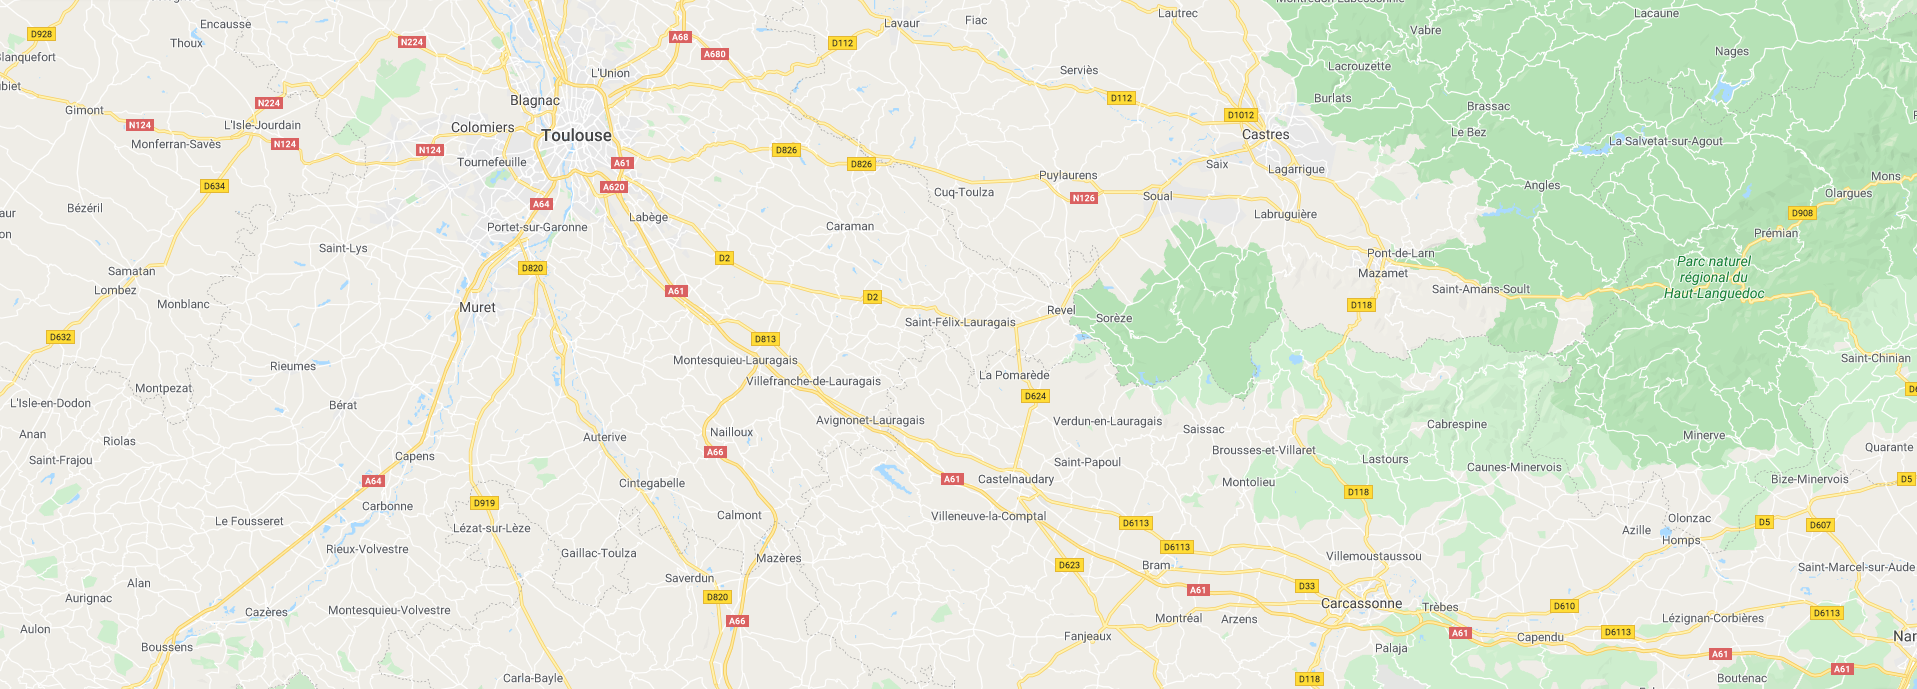 Montredon-Labessonnié
Lacaune
Lautrec
Encausse
Lavaur
Fiac
D928
Vabre
A68
Thoux
N224
D112
Nages
A680
Blanquefort
Lacrouzette
L'Union
Serviès
Burlats
D112
Blagnac
N224
Brassac
Gimont
D1012
N124
L'Isle-Jourdain
Colomiers
Toulouse
Castres
Le Bez
Monferran-Savès
N124
La Salvetat-sur-Agout
N124
D826
Tournefeuille
A61
D826
Saix
Lagarrigue
Puylaurens
Mons
D634
A620
Cuq-Toulza
N126
Soual
Angles
Olargues
Bézéril
A64
Labège
Labruguière
D908
Portet-sur-Garonne
Caraman
Prémian
Saint-Lys
D2
Pont-de-Larn
Parc naturel
régional du
Haut-Languedoc
Samatan
D820
Mazamet
Lombez
A61
D2
Saint-Amans-Soult
Monblanc
Muret
Revel
Sorèze
D118
Saint-Félix-Lauragais
D632
D813
Montesquieu-Lauragais
Saint-Chinian
Rieumes
Villefranche-de-Lauragais
La Pomarède
Montpezat
D624
L'Isle-en-Dodon
Bérat
Avignonet-Lauragais
Verdun-en-Lauragais
Saissac
Cabrespine
Anan
Riolas
Auterive
Nailloux
Minerve
A66
Brousses-et-Villaret
Quarante
Saint-Frajou
Capens
Saint-Papoul
Lastours
Caunes-Minervois
A64
Cintegabelle
A61
Castelnaudary
Montolieu
Bize-Minervois
D5
D118
D919
Carbonne
Le Fousseret
Calmont
Villeneuve-la-Comptal
D6113
Olonzac
D5
D607
Lézat-sur-Lèze
Azille
Homps
Rieux-Volvestre
Gaillac-Toulza
Mazères
D6113
Villemoustaussou
D623
Bram
Saint-Marcel-sur-Aude
Alan
Saverdun
A61
D33
Aurignac
D820
Carcassonne
Trèbes
D610
Cazères
Montesquieu-Volvestre
A66
Montréal
Arzens
Lézignan-Corbières
D6113
Aulon
Fanjeaux
A61
Capendu
D6113
Boussens
Palaja
A61
A61
Carla-Bayle
D118
Boutenac